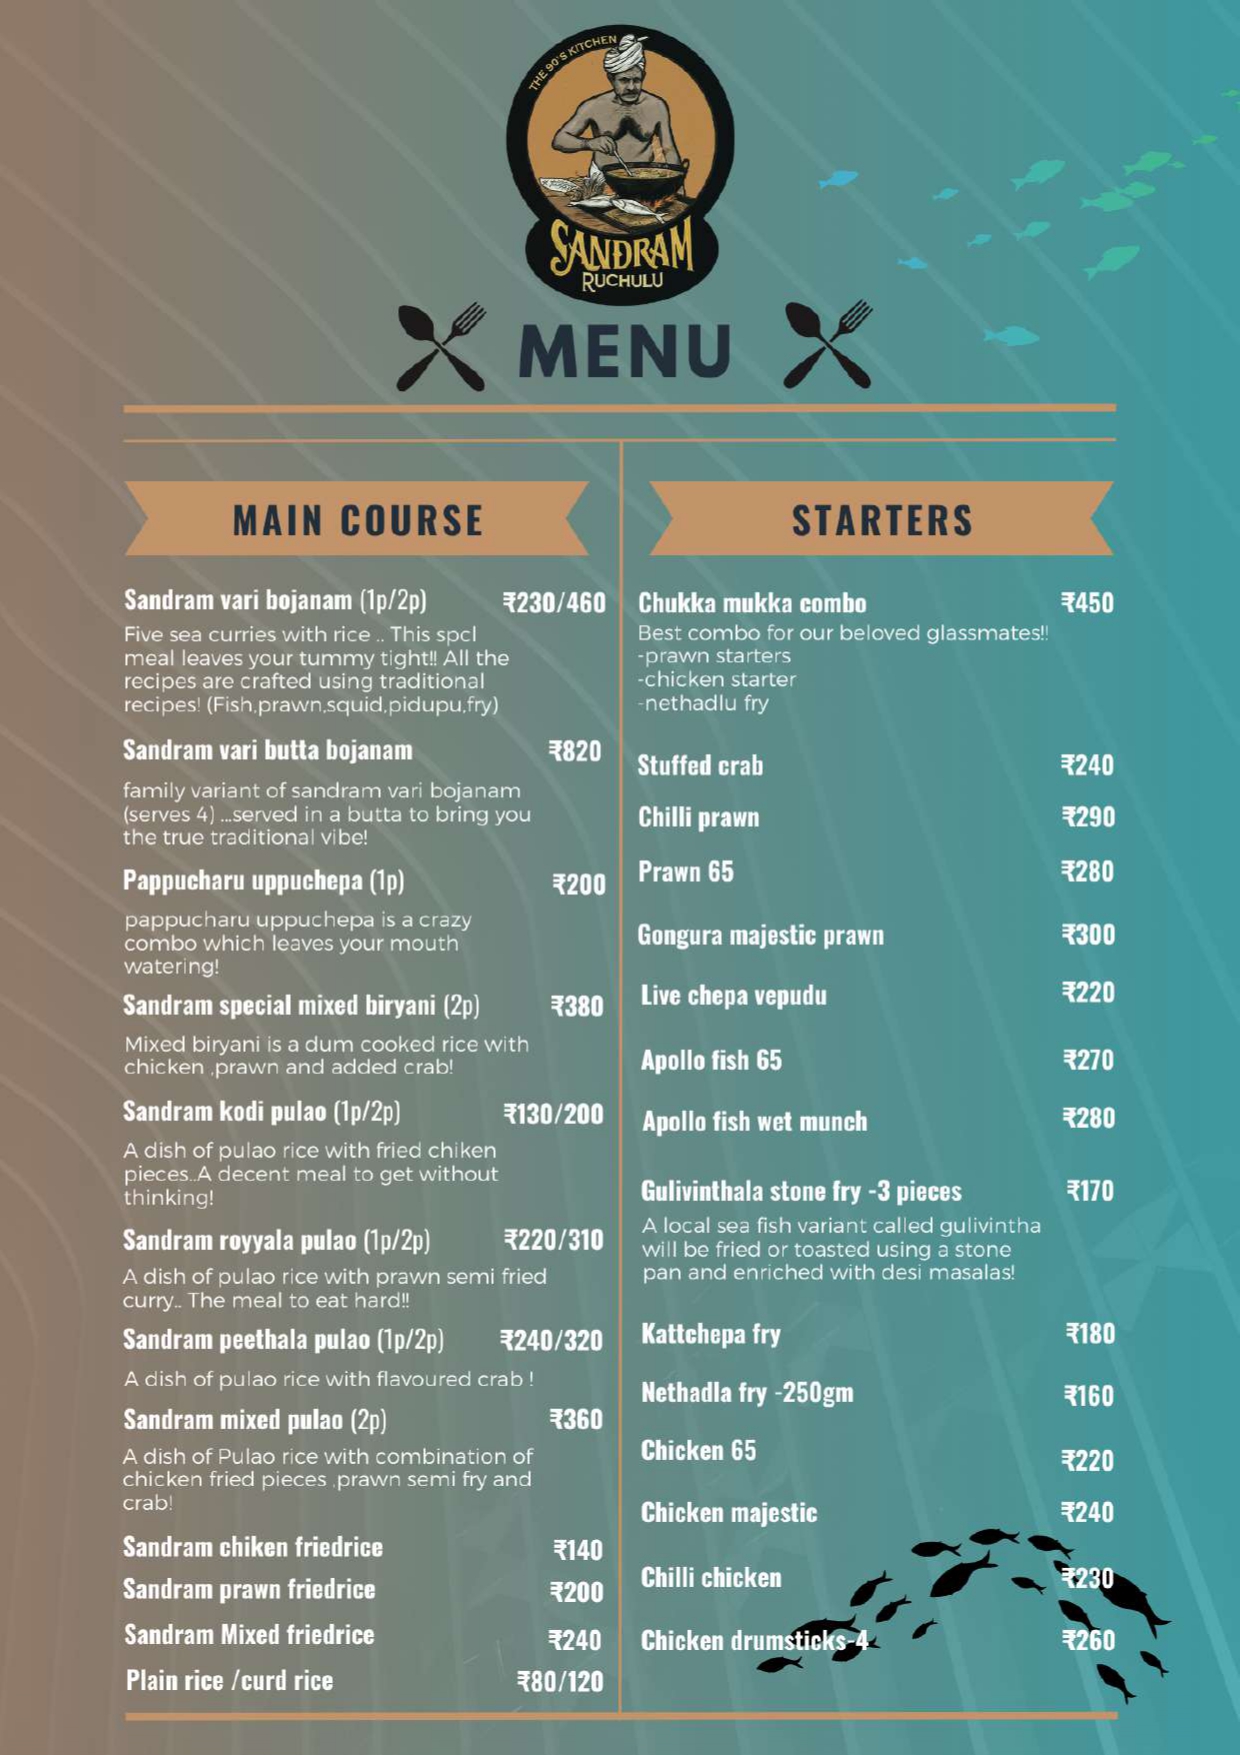 THE 90'S KITCHEN
SANDRAM
RUCHULU
MENU
MAIN COURSE
Sandram vari bojanam (1p/2p) ₹230/460
Five sea curries with rice .. This spcl
meal leaves your tummy tight!! All the
recipes are crafted using traditional
recipes! (Fish,prawn,squid,pidupu,fry)
Sandram vari butta bojanam ₹820
family variant of sandram vari bojanam
(serves 4) ...served in a butta to bring you
the true traditional vibe!
Pappucharu uppuchepa (1p) ₹200
pappucharu uppuchepa is a crazy
combo which leaves your mouth
watering!
Sandram special mixed biryani (2p) ₹380
Mixed biryani is a dum cooked rice with
chicken ,prawn and added crab!
Sandram kodi pulao (1p/2p) ₹130/200
A dish of pulao rice with fried chiken
pieces..A decent meal to get without
thinking!
Sandram royyala pulao (1p/2p) ₹220/310
A dish of pulao rice with prawn semi fried
curry.. The meal to eat hard!!
Sandram peethala pulao (1p/2p) ₹240/320
A dish of pulao rice with flavoured crab !
Sandram mixed pulao (2p) ₹360
A dish of Pulao rice with combination of
chicken fried pieces ,prawn semi fry and
crab!
Sandram chiken friedrice ₹140
Sandram prawn friedrice ₹200
Sandram Mixed friedrice ₹240
Plain rice /curd rice ₹80/120
STARTERS
Chukka mukka combo ₹450
Best combo for our beloved glassmates!!
-prawn starters
-chicken starter
-nethadlu fry
Stuffed crab ₹240
Chilli prawn ₹290
Prawn 65 ₹280
Gongura majestic prawn ₹300
Live chepa vepudu ₹220
Apollo fish 65 ₹270
Apollo fish wet munch ₹280
Gulivinthala stone fry -3 pieces ₹170
A local sea fish variant called gulivintha
will be fried or toasted using a stone
pan and enriched with desi masalas!
Kattchepa fry ₹180
Nethadla fry -250gm ₹160
Chicken 65 ₹220
Chicken majestic ₹240
Chilli chicken ₹230
Chicken drumsticks-4 ₹260